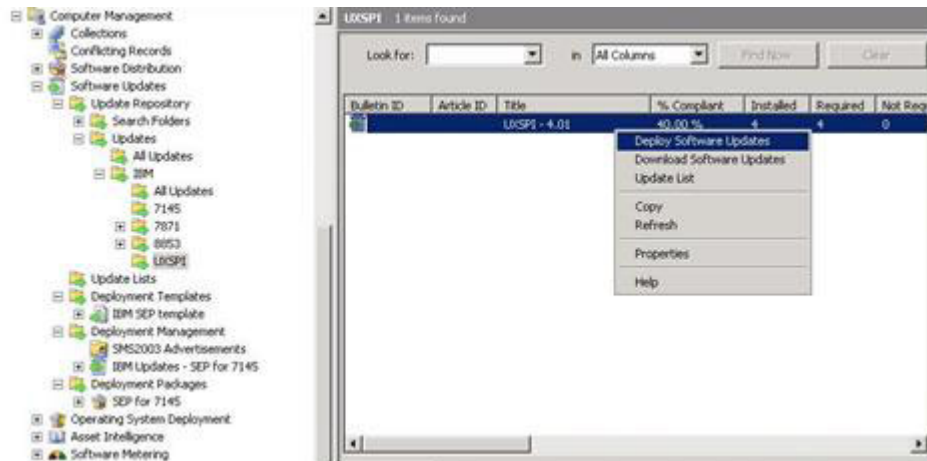 Computer Management
Collections
Conflicting Records
Software Distribution
Software Updates
Update Repository
Search Folders
Updates
All Updates
IBM
All Updates
7145
7871
8853
UXSPI
Update Lists
Deployment Templates
IBM SEP template
Deployment Management
SMS2003 Advertisements
IBM Updates - SEP for 7145
Deployment Packages
SEP for 7145
Operating System Deployment
Asset Intelligence
Software Metering
UXSPI 1 items found
Look for: in All Columns Find Now Clear
Bulletin ID Article ID Title % Compliant Installed Required Not Req
UXSPI - 4.01 40.00 % 4 4 0
Deploy Software Updates
Download Software Updates
Update List
Copy
Refresh
Properties
Help